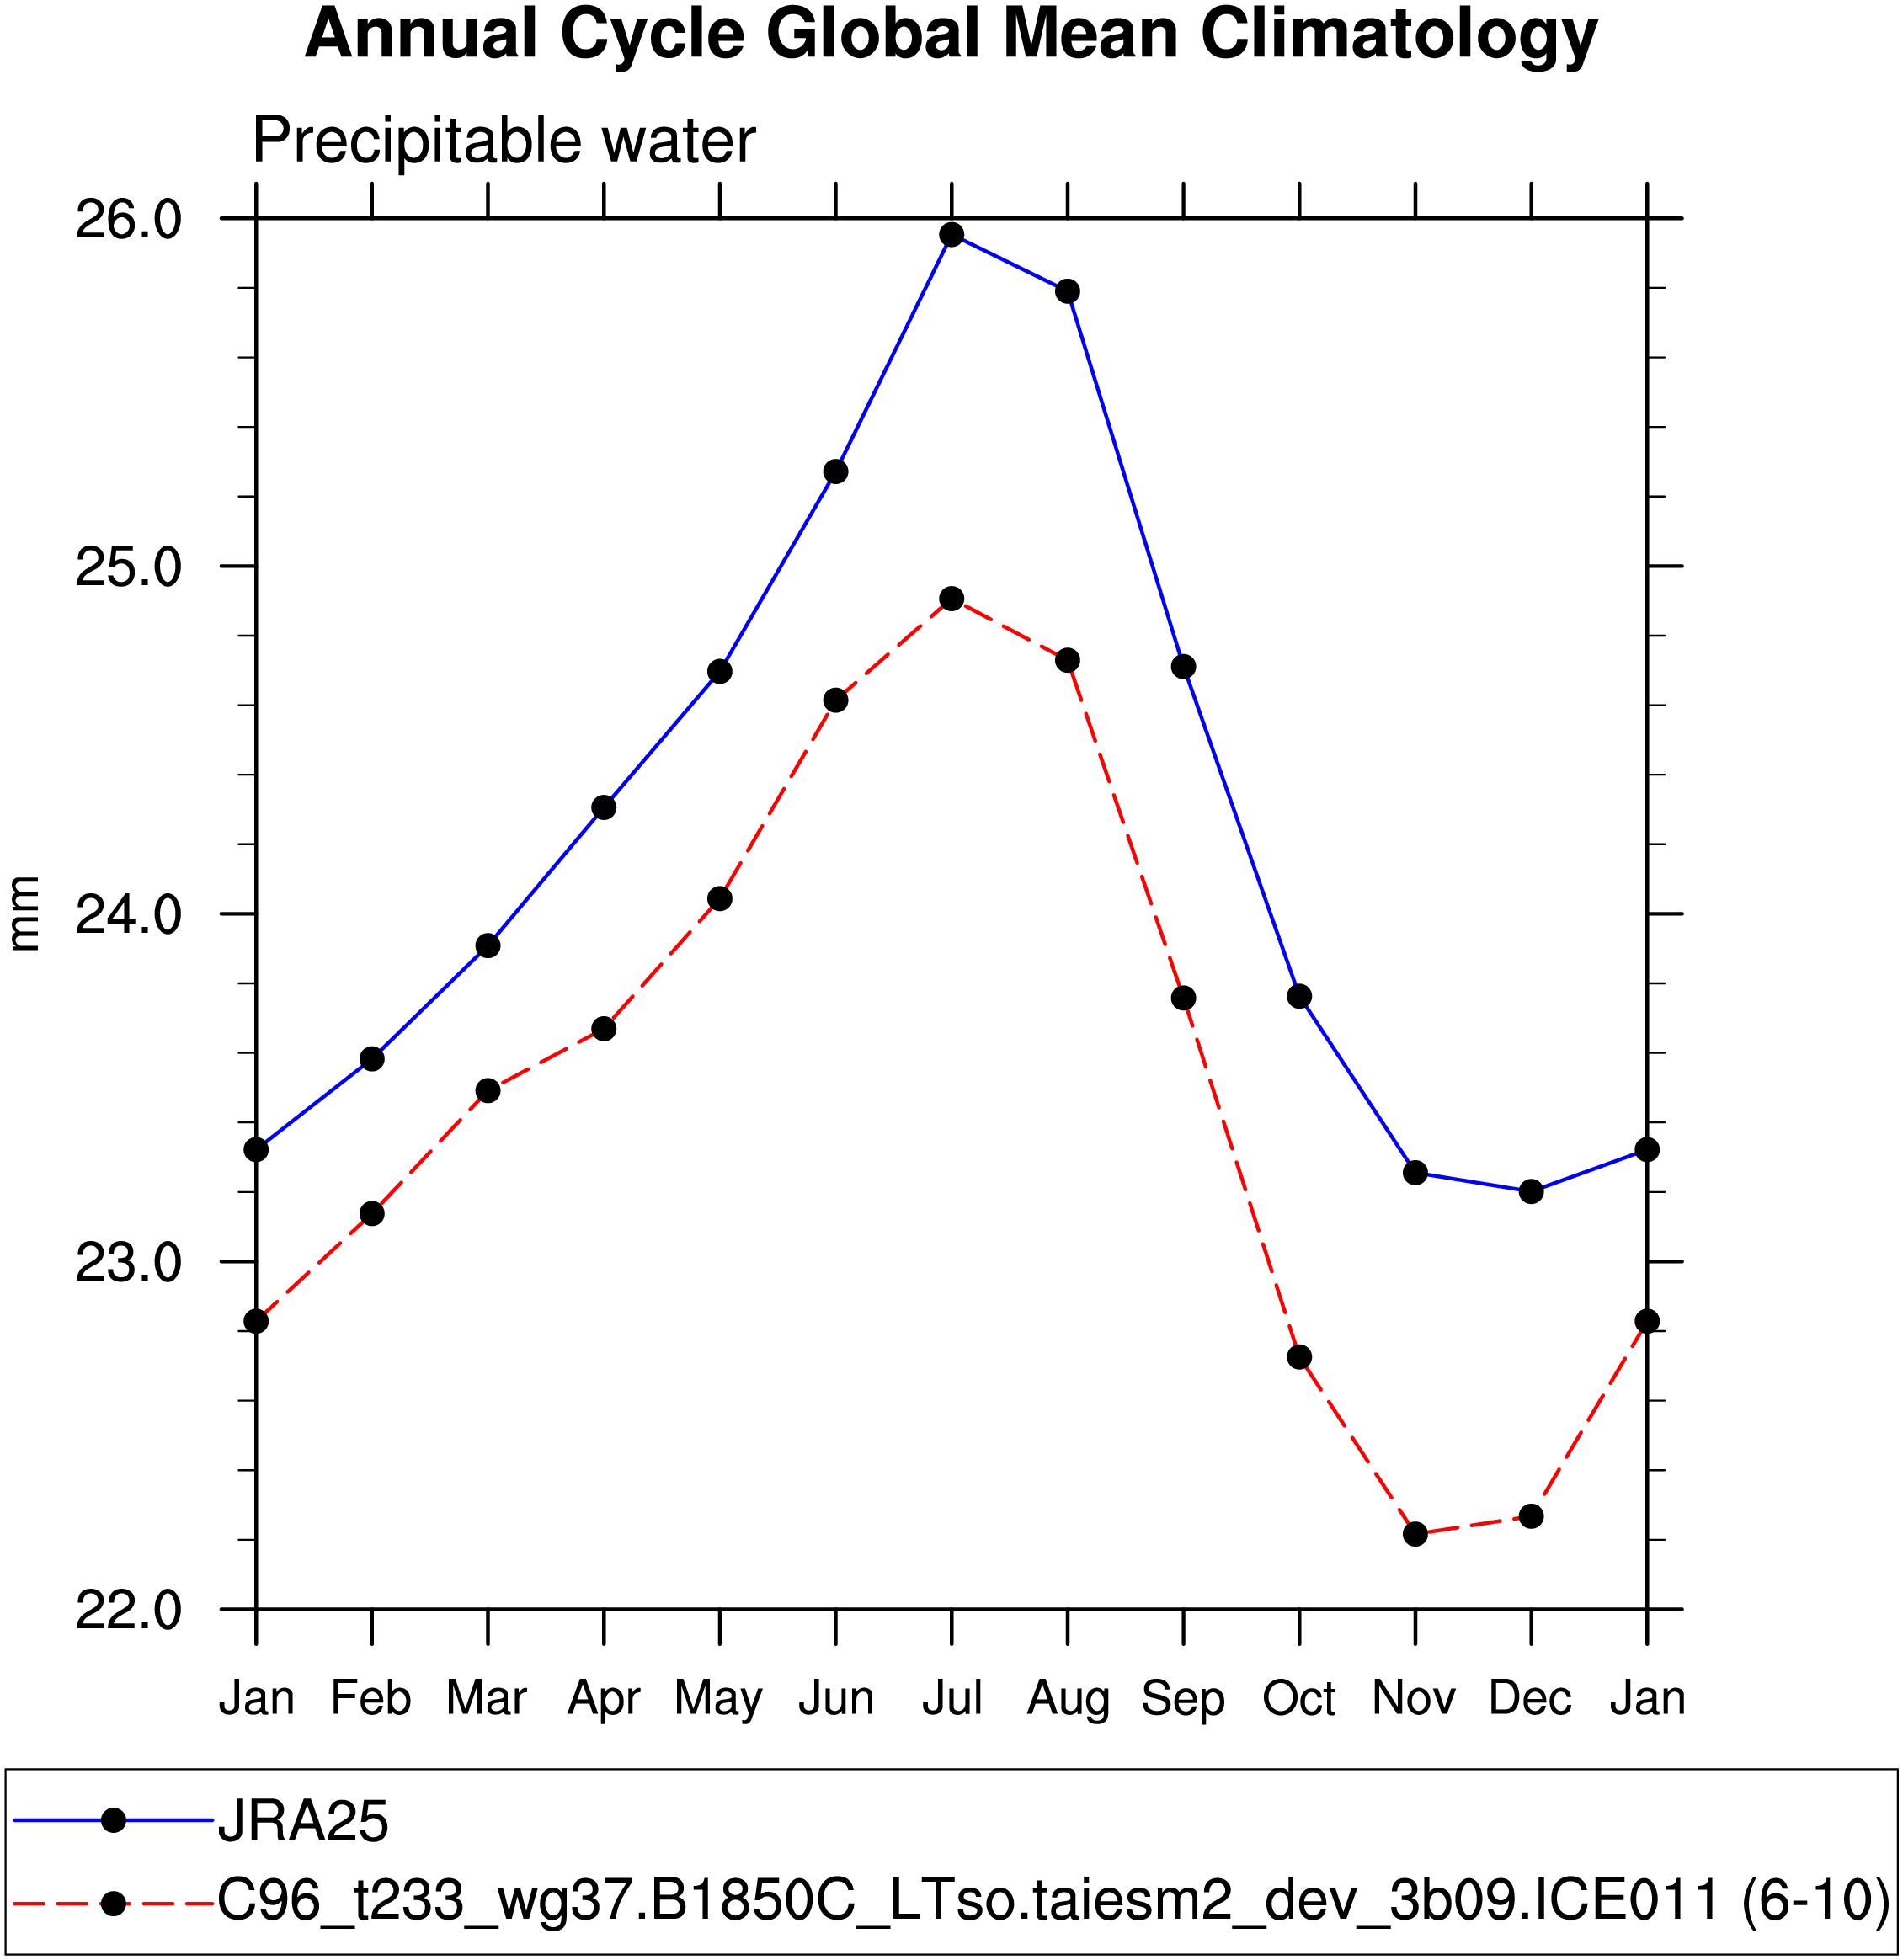 Annual Cycle Global Mean Climatology
Precipitable water
26.0
25.0
24.0
23.0
22.0
mm
Jan Feb Mar Apr May Jun Jul Aug Sep Oct Nov Dec Jan
JRA25
C96_t233_wg37.B1850C_LTso.taiesm2_dev_3b09.ICE011 (6-10)